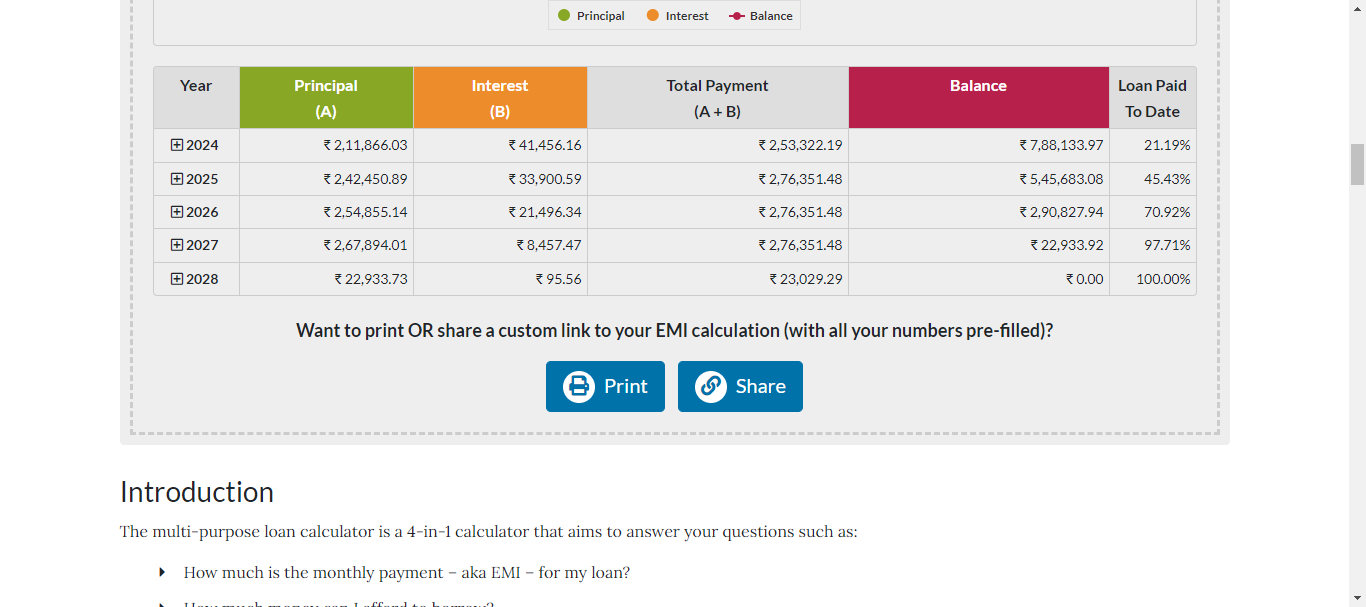 Principal Interest Balance
Year Principal Interest Total Payment Balance Loan Paid
(A) (B) (A + B) To Date
2024 ₹ 2,11,866.03 ₹ 41,456.16 ₹ 2,53,322.19 ₹ 7,88,133.97 21.19%
2025 ₹ 2,42,450.89 ₹ 33,900.59 ₹ 2,76,351.48 ₹ 5,45,683.08 45.43%
2026 ₹ 2,54,855.14 ₹ 21,496.34 ₹ 2,76,351.48 ₹ 2,90,827.94 70.92%
2027 ₹ 2,67,894.01 ₹ 8,457.47 ₹ 2,76,351.48 ₹ 22,933.92 97.71%
2028 ₹ 22,933.73 ₹ 95.56 ₹ 23,029.29 ₹ 0.00 100.00%
Want to print OR share a custom link to your EMI calculation (with all your numbers pre-filled)?
Print Share
Introduction
The multi-purpose loan calculator is a 4-in-1 calculator that aims to answer your questions such as:
How much is the monthly payment – aka EMI – for my loan?
How much money can I afford to borrow?